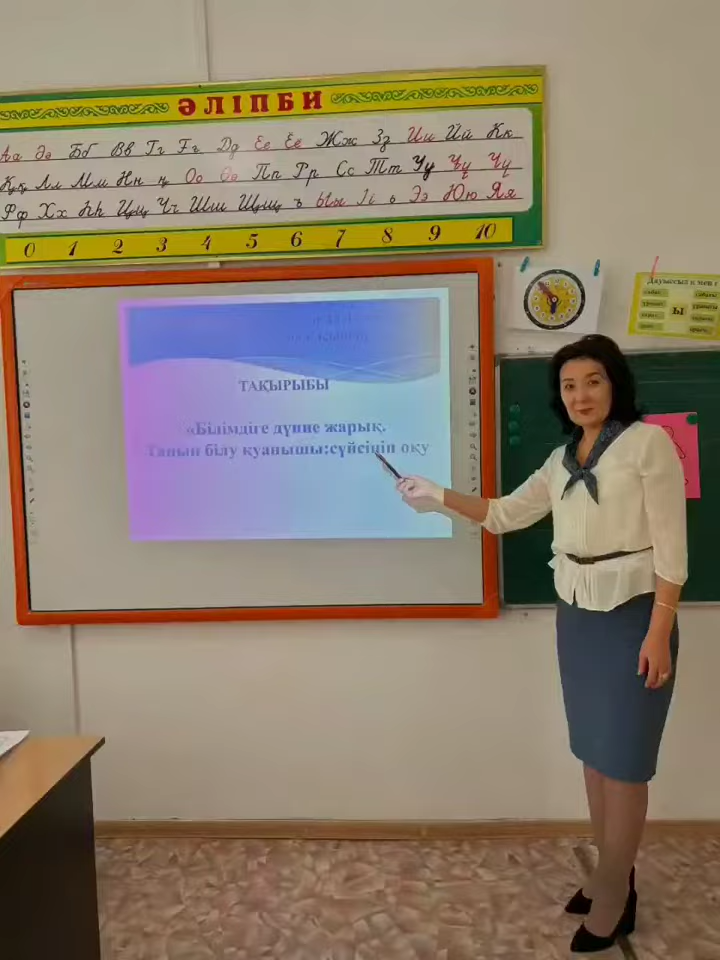 ӘЛІПБИ
Аа Әә Бб Вв Гг Ғғ Дд Ее Ёё Жж Зз Ии Йй Кк
Ққ Лл Мм Нн ң Оо Өө Пп Рр Сс Тт Уу Ұұ Үү
Фф Хх Һһ Цц Чч Шш Щщ ъ Ыы Іі ь Ээ Юю Яя
0 1 2 3 4 5 6 7 8 9 10
Дауыссыз
ы
ТАҚЫРЫБЫ
«Білімдіге дүние жарық.
Танып білу қуанышы:сүйсініп оқу